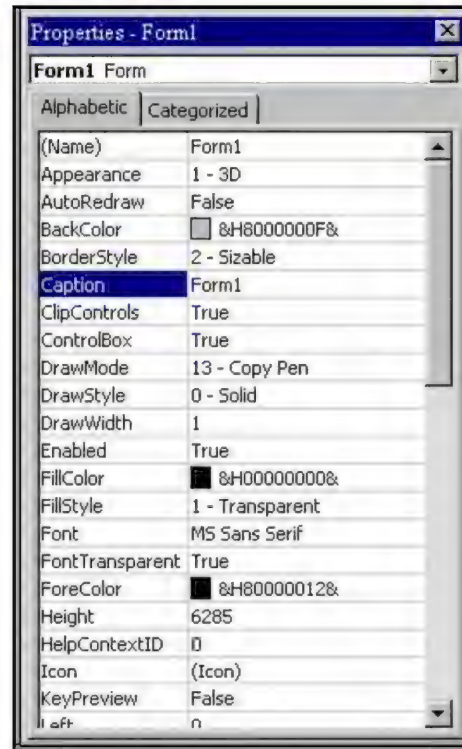 Properties - Form1
Form1 Form
Alphabetic Categorized
(Name) Form1
Appearance 1 - 3D
AutoRedraw False
BackColor &H8000000F&
BorderStyle 2 - Sizable
Caption Form1
ClipControls True
ControlBox True
DrawMode 13 - Copy Pen
DrawStyle 0 - Solid
DrawWidth 1
Enabled True
FillColor &H00000000&
FillStyle 1 - Transparent
Font MS Sans Serif
FontTransparent True
ForeColor &H80000012&
Height 6285
HelpContextID 0
Icon (Icon)
KeyPreview False
Left 0